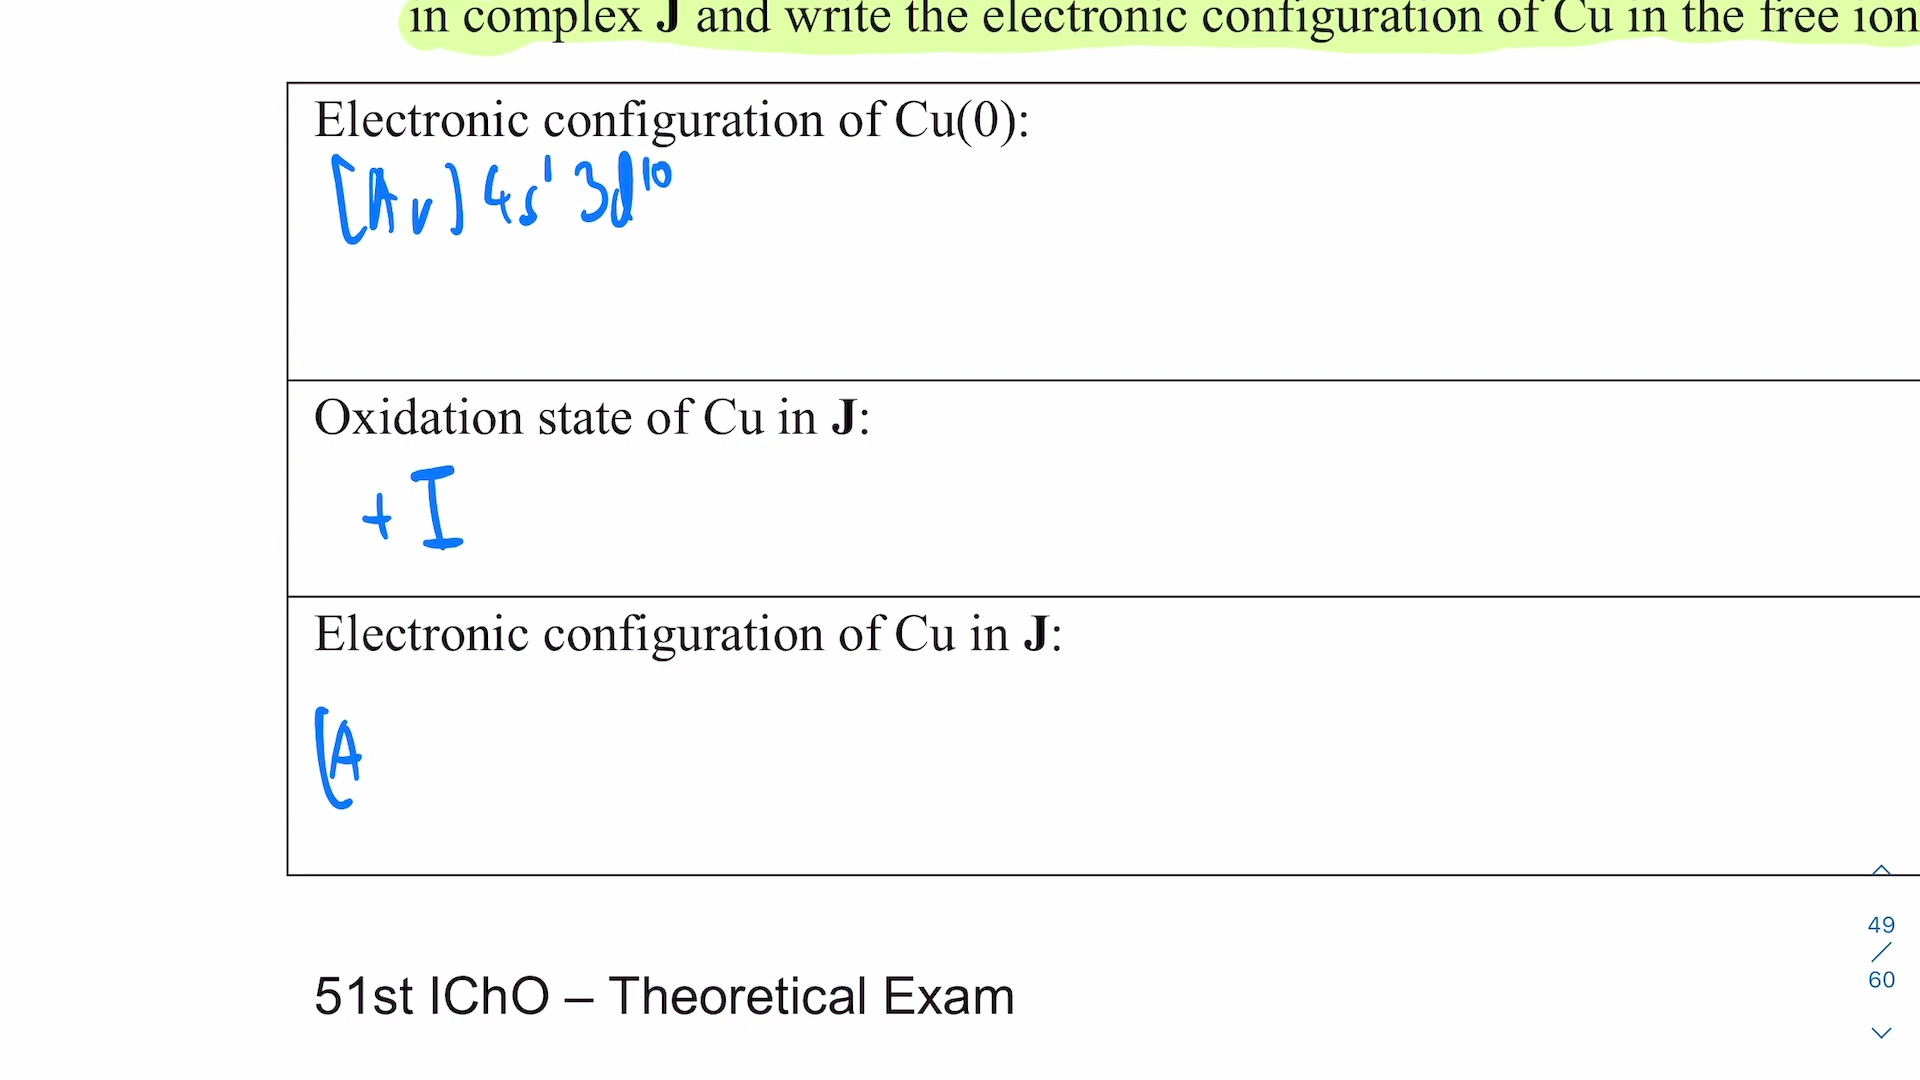 in complex J and write the electronic configuration of Cu in the free ion
Electronic configuration of Cu(0):
[Ar] 4s¹ 3d¹⁰
Oxidation state of Cu in J:
+I
Electronic configuration of Cu in J:
[A
49
/
60
51st IChO – Theoretical Exam